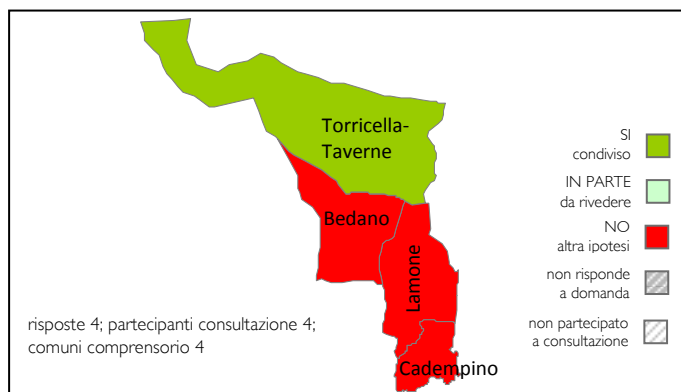 Torricella-
Taverne
Bedano
Lamone
Cadempino
SI
condiviso
IN PARTE
da rivedere
NO
altra ipotesi
non risponde
a domanda
non partecipato
a consultazione
risposte 4; partecipanti consultazione 4;
comuni comprensorio 4